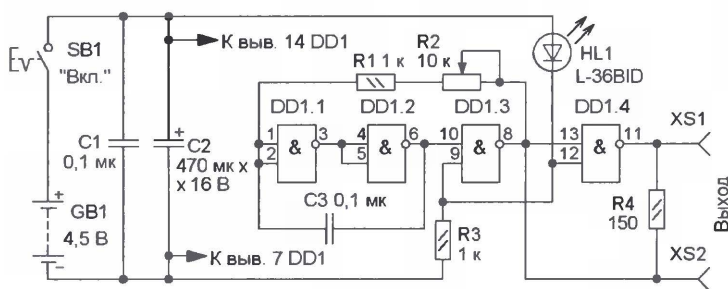 SB1
"Вкл."
К выв. 14 DD1
R1 1 к
R2
10 к
HL1
L-36BID
DD1.1
DD1.2
DD1.3
DD1.4
XS1
C1
0,1 мк
+
C2
470 мк х
х 16 В
1
2
&
3
4
5
&
6
10
9
&
8
13
12
&
11
C3 0,1 мк
R3
1 к
R4
150
Выход
+
GB1
4,5 В
−
К выв. 7 DD1
XS2